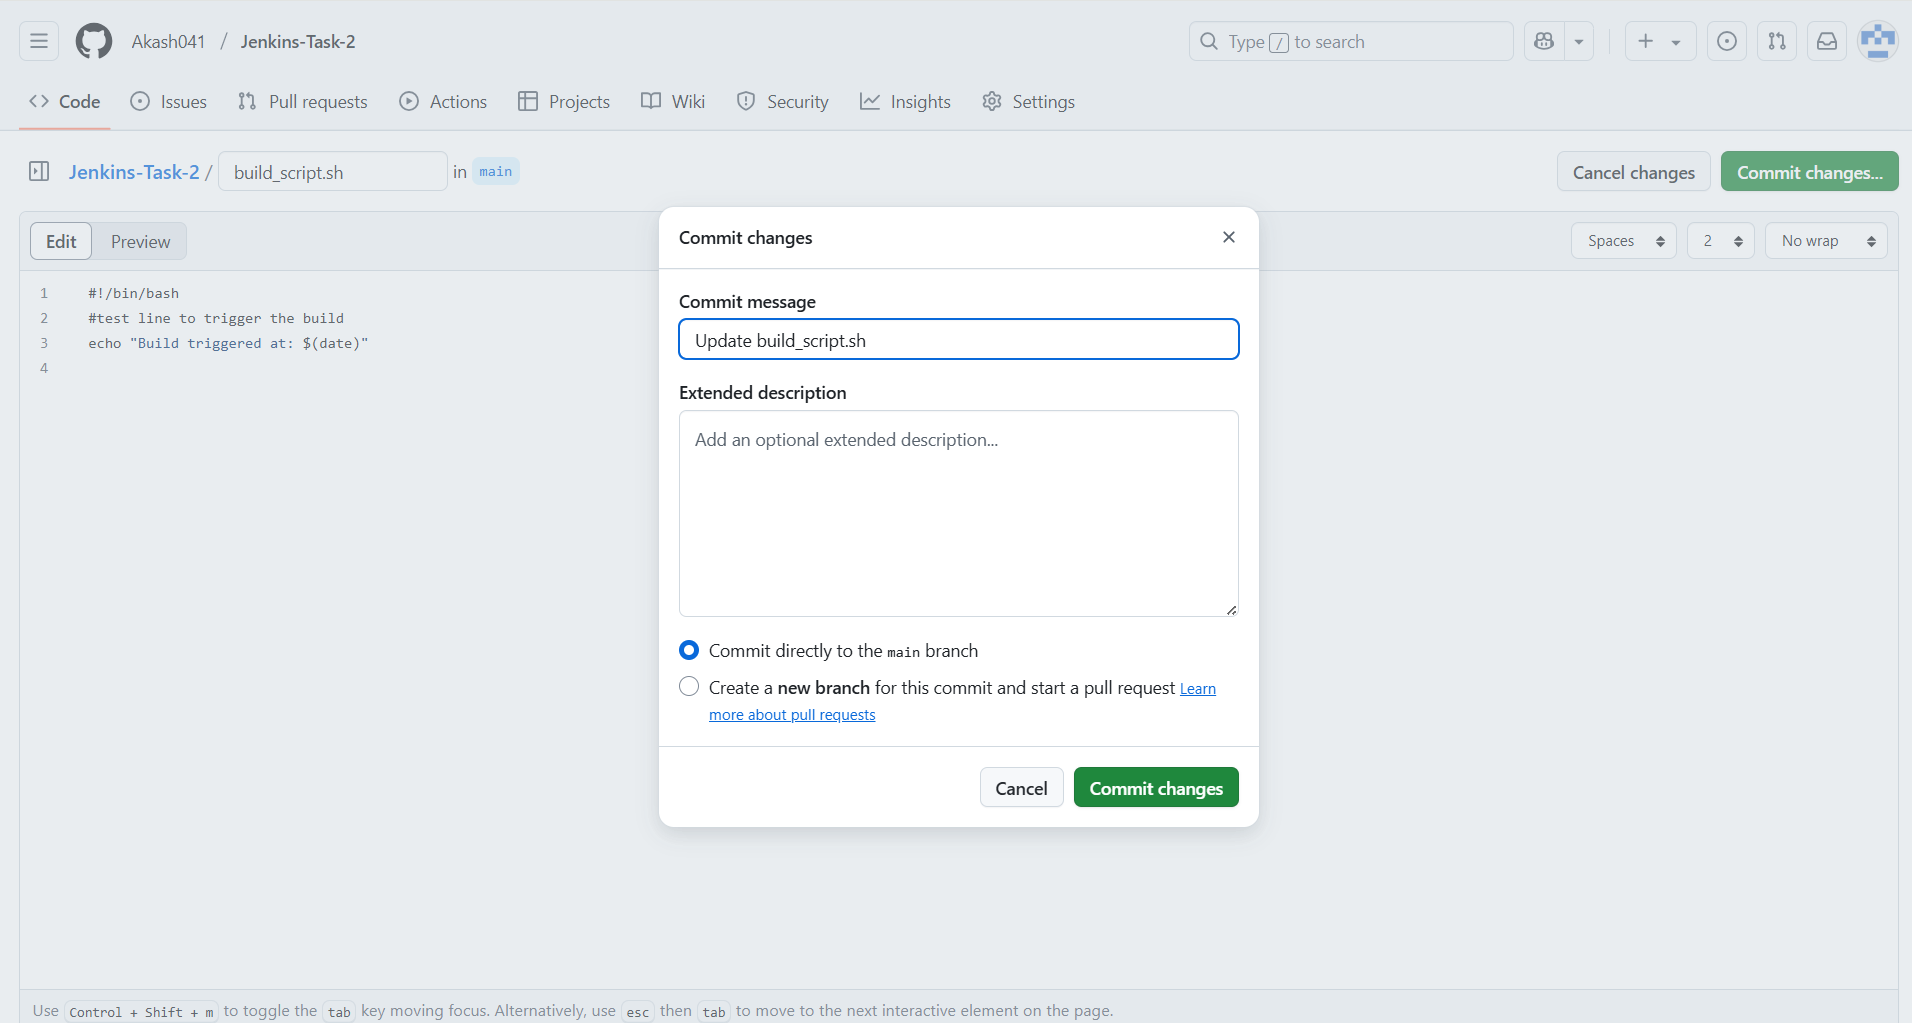 Akash041 / Jenkins-Task-2
Type / to search
Code Issues Pull requests Actions Projects Wiki Security Insights Settings
Jenkins-Task-2 / build_script.sh in main
Cancel changes Commit changes...
Edit Preview
Spaces 2 No wrap
1 #!/bin/bash
2 #test line to trigger the build
3 echo "Build triggered at: $(date)"
4
Commit changes
Commit message
Update build_script.sh
Extended description
Add an optional extended description...
Commit directly to the main branch
Create a new branch for this commit and start a pull request Learn
more about pull requests
Cancel Commit changes
Use Control + Shift + m to toggle the tab key moving focus. Alternatively, use esc then tab to move to the next interactive element on the page.